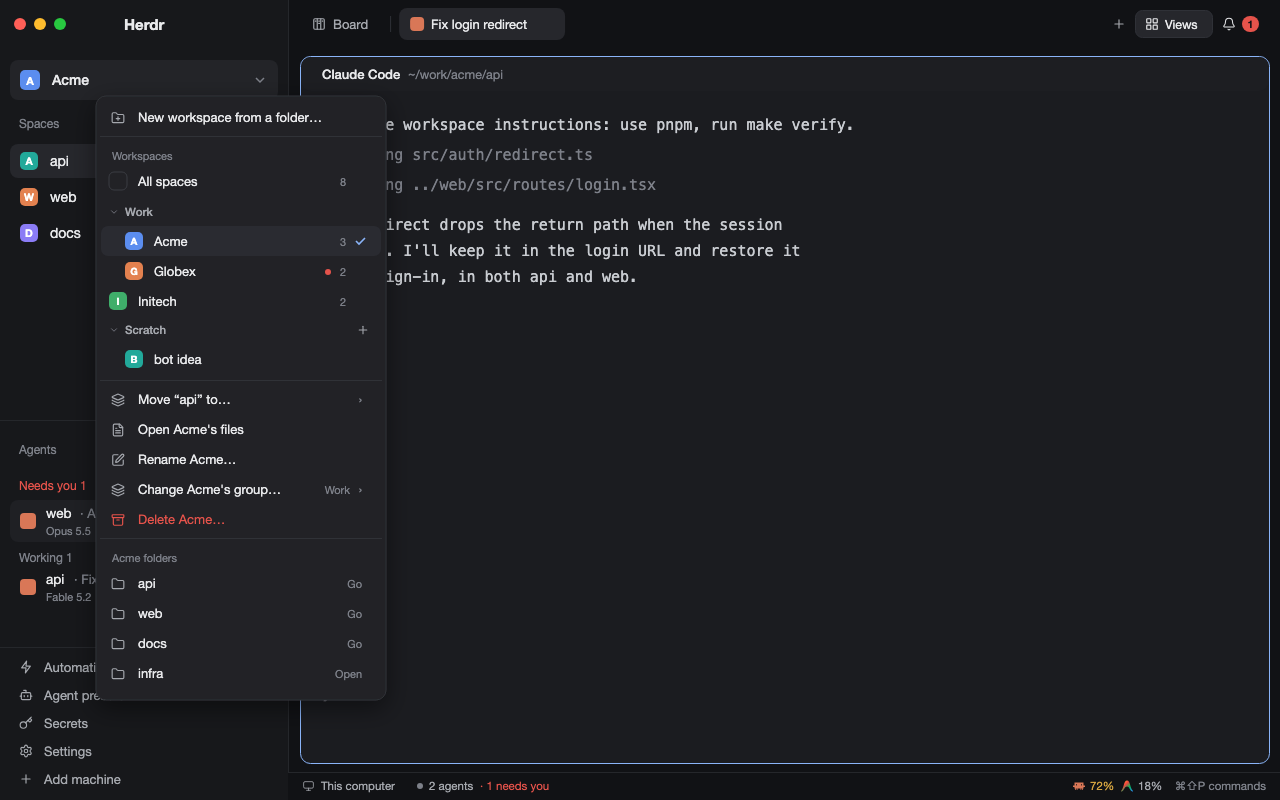 Herdr
Board
Fix login redirect
Views
1
A Acme
Spaces
A api
W web
D docs
New workspace from a folder…
Workspaces
All spaces 8
Work
A Acme 3
G Globex 2
I Initech 2
Scratch
B bot idea
Move “api” to…
Open Acme's files
Rename Acme…
Change Acme's group… Work
Delete Acme…
Acme folders
api Go
web Go
docs Go
infra Open
Agents
Needs you 1
web · A
Opus 5.5
Working 1
api · Fix
Fable 5.2
Automati
Agent pre
Secrets
Settings
Add machine
Claude Code ~/work/acme/api
e workspace instructions: use pnpm, run make verify.
ng src/auth/redirect.ts
ng ../web/src/routes/login.tsx
irect drops the return path when the session
. I'll keep it in the login URL and restore it
ign-in, in both api and web.
This computer
2 agents · 1 needs you
72% 18%
⌘⇧P commands